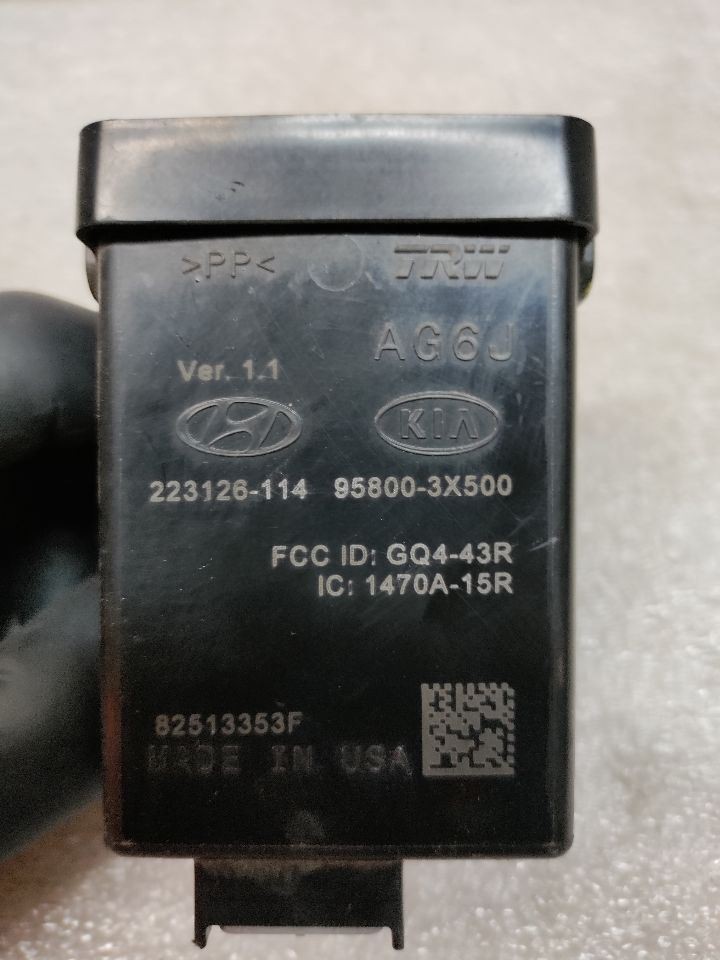 >PP< TRW
AG6J
Ver. 1.1
KIA
223126-114 95800-3X500
FCC ID: GQ4-43R
IC: 1470A-15R
82513353F
MADE IN USA